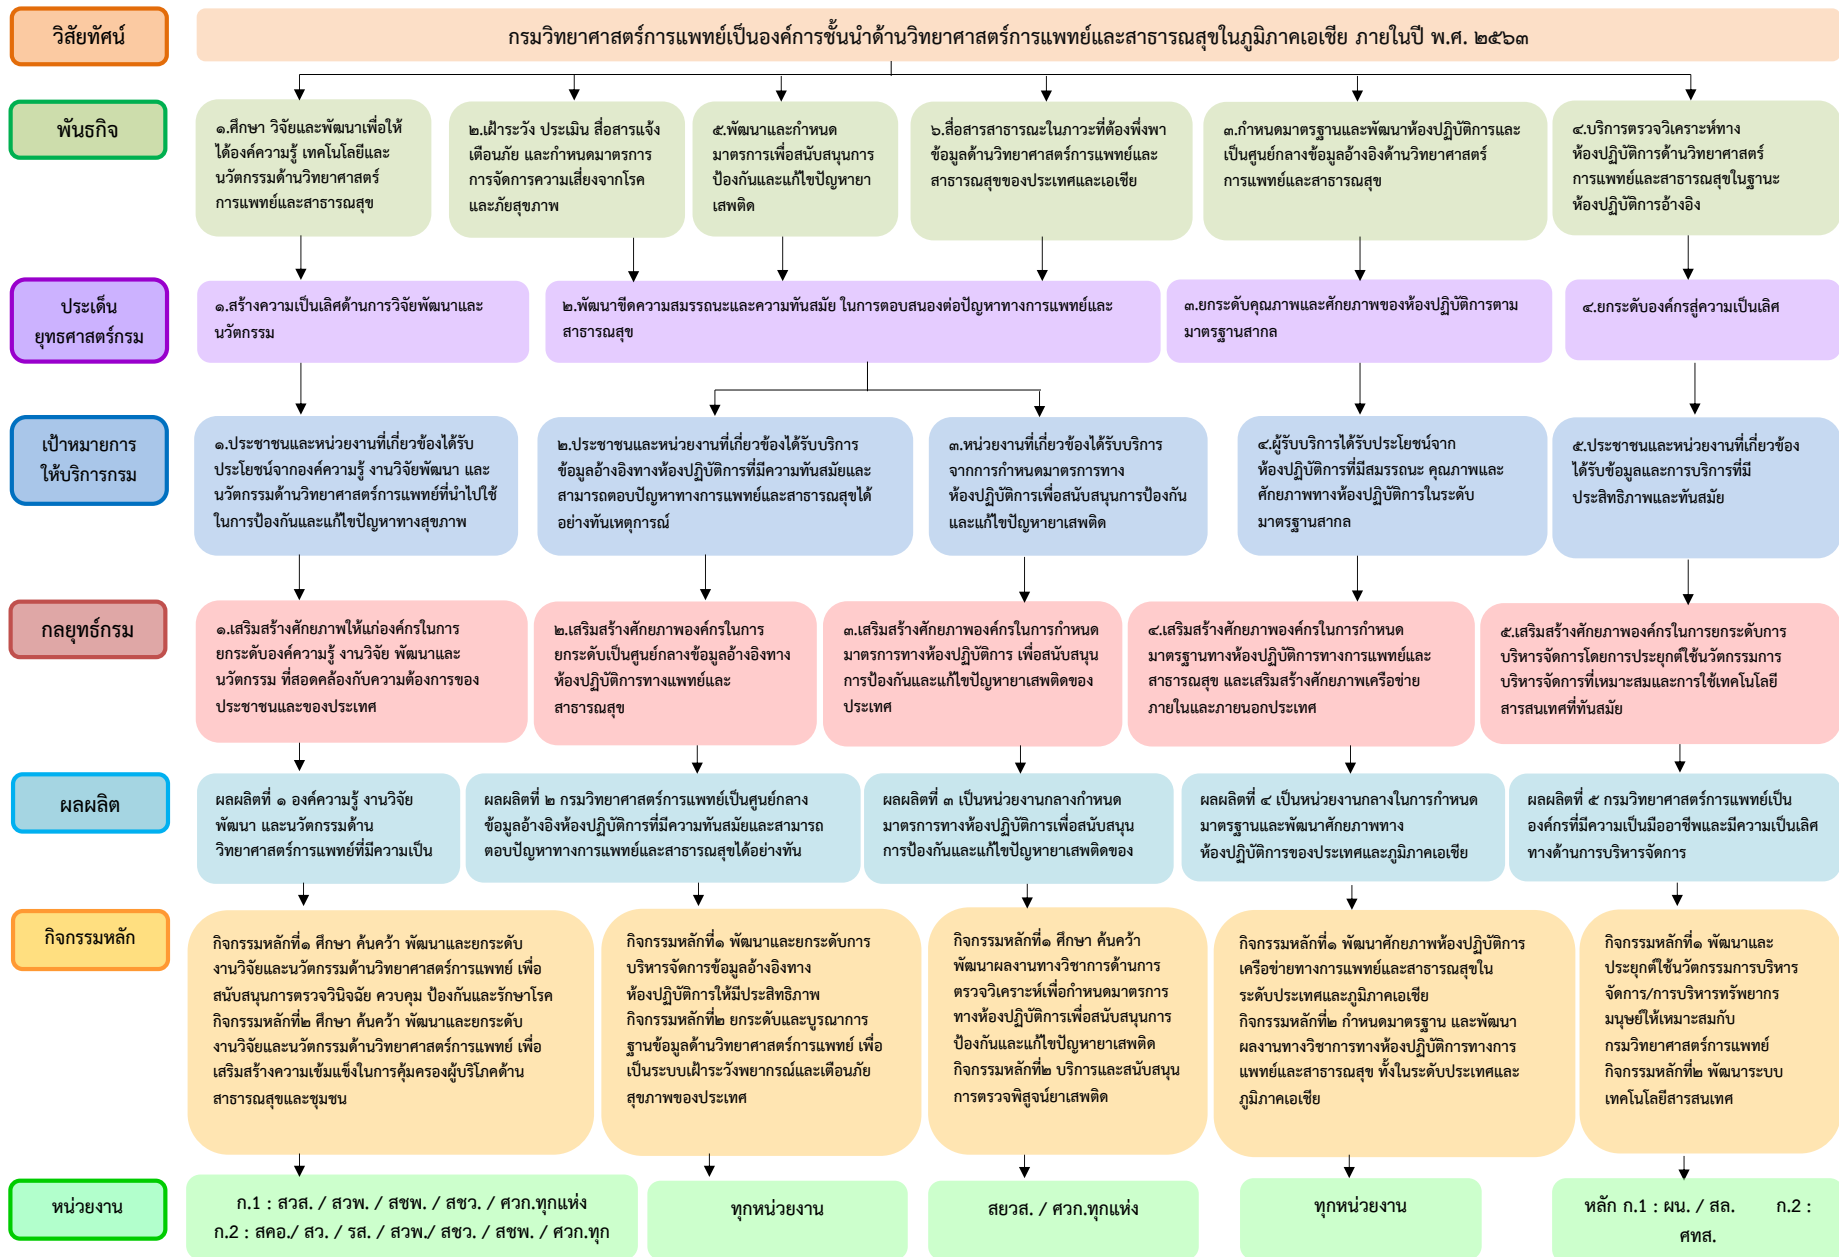 วิสัยทัศน์
กรมวิทยาศาสตร์การแพทย์เป็นองค์การชั้นนำด้านวิทยาศาสตร์การแพทย์และสาธารณสุขในภูมิภาคเอเชีย ภายในปี พ.ศ. ๒๕๖๓
พันธกิจ
๑.ศึกษา วิจัยและพัฒนาเพื่อให้
ได้องค์ความรู้ เทคโนโลยีและ
นวัตกรรมด้านวิทยาศาสตร์
การแพทย์และสาธารณสุข
๒.เฝ้าระวัง ประเมิน สื่อสารแจ้ง
เตือนภัย และกำหนดมาตรการ
การจัดการความเสี่ยงจากโรค
และภัยสุขภาพ
๕.พัฒนาและกำหนด
มาตรการเพื่อสนับสนุนการ
ป้องกันและแก้ไขปัญหายา
เสพติด
๖.สื่อสารสาธารณะในภาวะที่ต้องพึ่งพา
ข้อมูลด้านวิทยาศาสตร์การแพทย์และ
สาธารณสุขของประเทศและเอเชีย
๓.กำหนดมาตรฐานและพัฒนาห้องปฏิบัติการและ
เป็นศูนย์กลางข้อมูลอ้างอิงด้านวิทยาศาสตร์
การแพทย์และสาธารณสุข
๔.บริการตรวจวิเคราะห์ทาง
ห้องปฏิบัติการด้านวิทยาศาสตร์
การแพทย์และสาธารณสุขในฐานะ
ห้องปฏิบัติการอ้างอิง
ประเด็น
ยุทธศาสตร์กรม
๑.สร้างความเป็นเลิศด้านการวิจัยพัฒนาและ
นวัตกรรม
๒.พัฒนาขีดความสมรรถนะและความทันสมัย ในการตอบสนองต่อปัญหาทางการแพทย์และ
สาธารณสุข
๓.ยกระดับคุณภาพและศักยภาพของห้องปฏิบัติการตาม
มาตรฐานสากล
๔.ยกระดับองค์กรสู่ความเป็นเลิศ
เป้าหมายการ
ให้บริการกรม
๑.ประชาชนและหน่วยงานที่เกี่ยวข้องได้รับ
ประโยชน์จากองค์ความรู้ งานวิจัยพัฒนา และ
นวัตกรรมด้านวิทยาศาสตร์การแพทย์ที่นำไปใช้
ในการป้องกันและแก้ไขปัญหาทางสุขภาพ
๒.ประชาชนและหน่วยงานที่เกี่ยวข้องได้รับบริการ
ข้อมูลอ้างอิงทางห้องปฏิบัติการที่มีความทันสมัยและ
สามารถตอบปัญหาทางการแพทย์และสาธารณสุขได้
อย่างทันเหตุการณ์
๓.หน่วยงานที่เกี่ยวข้องได้รับบริการ
จากการกำหนดมาตรการทาง
ห้องปฏิบัติการเพื่อสนับสนุนการป้องกัน
และแก้ไขปัญหายาเสพติด
๔.ผู้รับบริการได้รับประโยชน์จาก
ห้องปฏิบัติการที่มีสมรรถนะ คุณภาพและ
ศักยภาพทางห้องปฏิบัติการในระดับ
มาตรฐานสากล
๕.ประชาชนและหน่วยงานที่เกี่ยวข้อง
ได้รับข้อมูลและการบริการที่มี
ประสิทธิภาพและทันสมัย
กลยุทธ์กรม
๑.เสริมสร้างศักยภาพให้แก่องค์กรในการ
ยกระดับองค์ความรู้ งานวิจัย พัฒนาและ
นวัตกรรม ที่สอดคล้องกับความต้องการของ
ประชาชนและของประเทศ
๒.เสริมสร้างศักยภาพองค์กรในการ
ยกระดับเป็นศูนย์กลางข้อมูลอ้างอิงทาง
ห้องปฏิบัติการทางแพทย์และ
สาธารณสุข
๓.เสริมสร้างศักยภาพองค์กรในการกำหนด
มาตรการทางห้องปฏิบัติการ เพื่อสนับสนุน
การป้องกันและแก้ไขปัญหายาเสพติดของ
ประเทศ
๔.เสริมสร้างศักยภาพองค์กรในการกำหนด
มาตรฐานทางห้องปฏิบัติการทางการแพทย์และ
สาธารณสุข และเสริมสร้างศักยภาพเครือข่าย
ภายในและภายนอกประเทศ
๕.เสริมสร้างศักยภาพองค์กรในการยกระดับการ
บริหารจัดการโดยการประยุกต์ใช้นวัตกรรมการ
บริหารจัดการที่เหมาะสมและการใช้เทคโนโลยี
สารสนเทศที่ทันสมัย
ผลผลิต
ผลผลิตที่ ๑ องค์ความรู้ งานวิจัย
พัฒนา และนวัตกรรมด้าน
วิทยาศาสตร์การแพทย์ที่มีความเป็น
ผลผลิตที่ ๒ กรมวิทยาศาสตร์การแพทย์เป็นศูนย์กลาง
ข้อมูลอ้างอิงห้องปฏิบัติการที่มีความทันสมัยและสามารถ
ตอบปัญหาทางการแพทย์และสาธารณสุขได้อย่างทัน
ผลผลิตที่ ๓ เป็นหน่วยงานกลางกำหนด
มาตรการทางห้องปฏิบัติการเพื่อสนับสนุน
การป้องกันและแก้ไขปัญหายาเสพติดของ
ผลผลิตที่ ๔ เป็นหน่วยงานกลางในการกำหนด
มาตรฐานและพัฒนาศักยภาพทาง
ห้องปฏิบัติการของประเทศและภูมิภาคเอเชีย
ผลผลิตที่ ๕ กรมวิทยาศาสตร์การแพทย์เป็น
องค์กรที่มีความเป็นมืออาชีพและมีความเป็นเลิศ
ทางด้านการบริหารจัดการ
กิจกรรมหลัก
กิจกรรมหลักที่๑ ศึกษา ค้นคว้า พัฒนาและยกระดับ
งานวิจัยและนวัตกรรมด้านวิทยาศาสตร์การแพทย์ เพื่อ
สนับสนุนการตรวจวินิจฉัย ควบคุม ป้องกันและรักษาโรค
กิจกรรมหลักที่๒ ศึกษา ค้นคว้า พัฒนาและยกระดับ
งานวิจัยและนวัตกรรมด้านวิทยาศาสตร์การแพทย์ เพื่อ
เสริมสร้างความเข้มแข็งในการคุ้มครองผู้บริโภคด้าน
สาธารณสุขและชุมชน
กิจกรรมหลักที่๑ พัฒนาและยกระดับการ
บริหารจัดการข้อมูลอ้างอิงทาง
ห้องปฏิบัติการให้มีประสิทธิภาพ
กิจกรรมหลักที่๒ ยกระดับและบูรณาการ
ฐานข้อมูลด้านวิทยาศาสตร์การแพทย์ เพื่อ
เป็นระบบเฝ้าระวังพยากรณ์และเตือนภัย
สุขภาพของประเทศ
กิจกรรมหลักที่๑ ศึกษา ค้นคว้า
พัฒนาผลงานทางวิชาการด้านการ
ตรวจวิเคราะห์เพื่อกำหนดมาตรการ
ทางห้องปฏิบัติการเพื่อสนับสนุนการ
ป้องกันและแก้ไขปัญหายาเสพติด
กิจกรรมหลักที่๒ บริการและสนับสนุน
การตรวจพิสูจน์ยาเสพติด
กิจกรรมหลักที่๑ พัฒนาศักยภาพห้องปฏิบัติการ
เครือข่ายทางการแพทย์และสาธารณสุขใน
ระดับประเทศและภูมิภาคเอเชีย
กิจกรรมหลักที่๒ กำหนดมาตรฐาน และพัฒนา
ผลงานทางวิชาการทางห้องปฏิบัติการทางการ
แพทย์และสาธารณสุข ทั้งในระดับประเทศและ
ภูมิภาคเอเชีย
กิจกรรมหลักที่๑ พัฒนาและ
ประยุกต์ใช้นวัตกรรมการบริหาร
จัดการ/การบริหารทรัพยากร
มนุษย์ให้เหมาะสมกับ
กรมวิทยาศาสตร์การแพทย์
กิจกรรมหลักที่๒ พัฒนาระบบ
เทคโนโลยีสารสนเทศ
หน่วยงาน
ก.1 : สวส. / สวพ. / สชพ. / สชว. / ศวก.ทุกแห่ง
ก.2 : สคอ./ สว. / รส. / สวพ./ สชว. / สชพ. / ศวก.ทุก
ทุกหน่วยงาน
สยวส. / ศวก.ทุกแห่ง
ทุกหน่วยงาน
หลัก ก.1 : ผน. / สล. ก.2 :
ศทส.